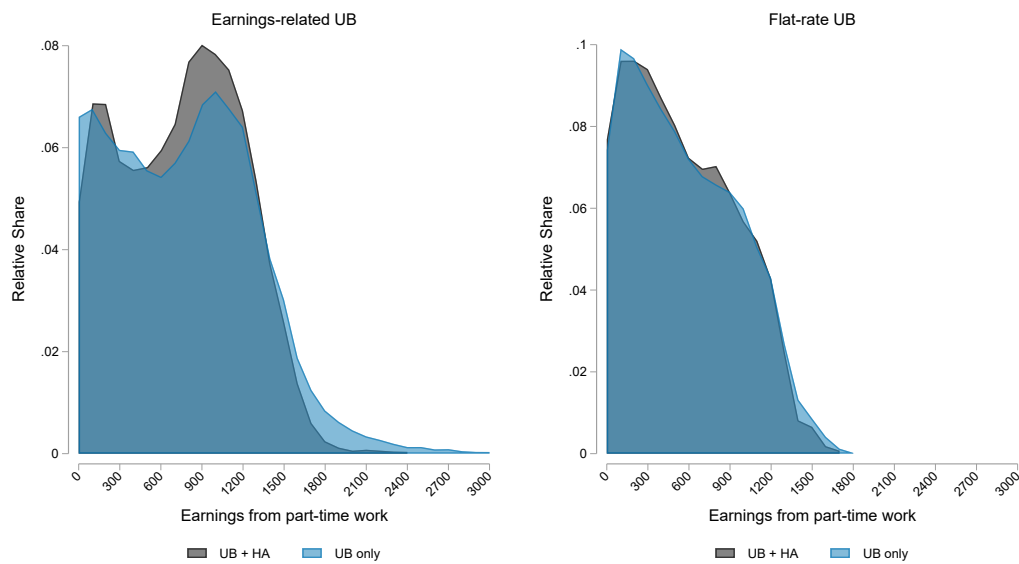 Earnings-related UB
Relative Share
.08
.06
.04
.02
0
0 300 600 900 1200 1500 1800 2100 2400 2700 3000
Earnings from part-time work
UB + HA UB only
Flat-rate UB
Relative Share
.1
.08
.06
.04
.02
0
0 300 600 900 1200 1500 1800 2100 2400 2700 3000
Earnings from part-time work
UB + HA UB only